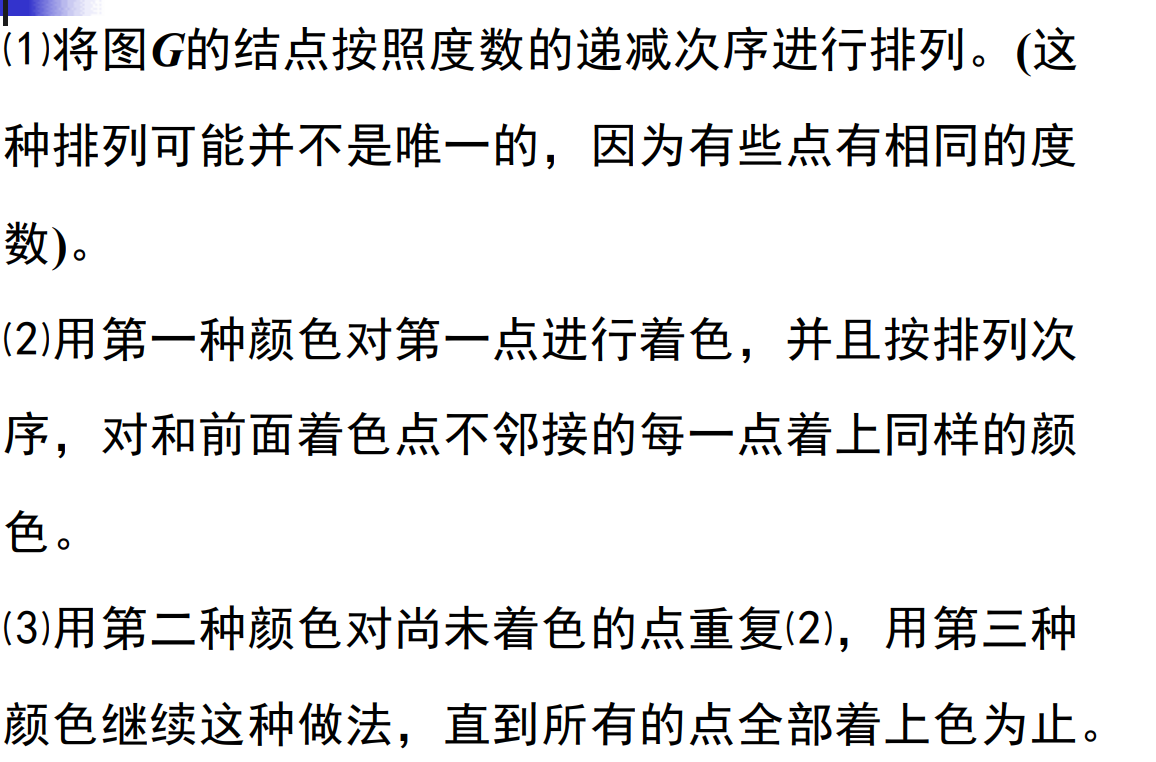 ⑴将图G的结点按照度数的递减次序进行排列。(这
种排列可能并不是唯一的，因为有些点有相同的度
数)。
⑵用第一种颜色对第一点进行着色，并且按排列次
序，对和前面着色点不邻接的每一点着上同样的颜
色。
⑶用第二种颜色对尚未着色的点重复⑵，用第三种
颜色继续这种做法，直到所有的点全部着上色为止。